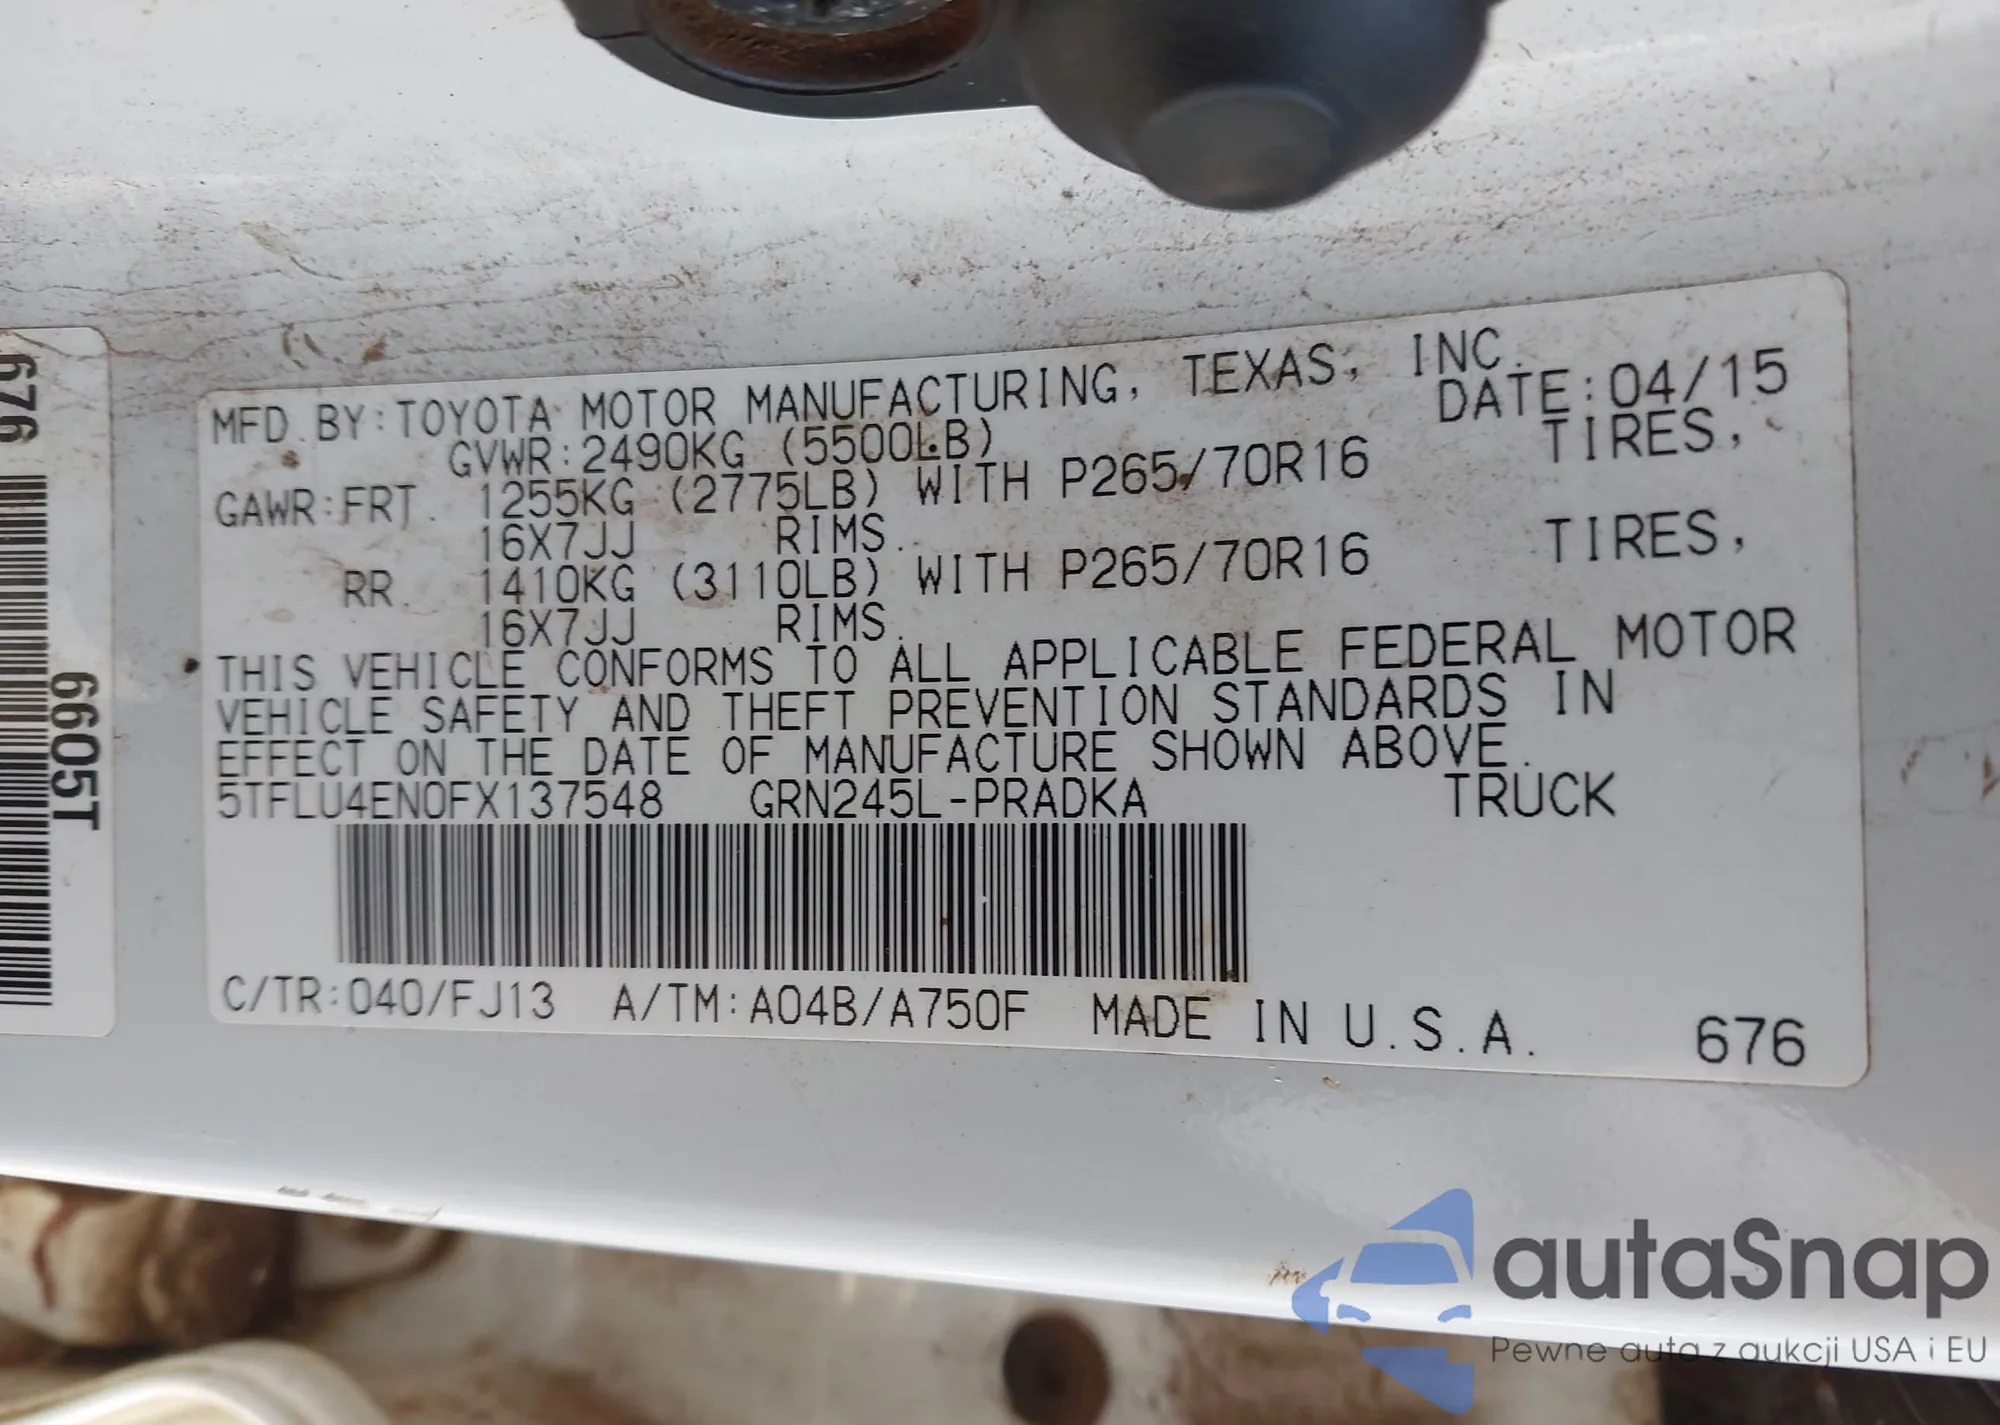 MFD. BY:TOYOTA MOTOR MANUFACTURING, TEXAS, INC.
GVWR:2490KG (5500LB) DATE:04/15
GAWR:FRT. 1255KG (2775LB) WITH P265/70R16 TIRES,
16X7JJ RIMS.
RR. 1410KG (3110LB) WITH P265/70R16 TIRES,
16X7JJ RIMS.
THIS VEHICLE CONFORMS TO ALL APPLICABLE FEDERAL MOTOR
VEHICLE SAFETY AND THEFT PREVENTION STANDARDS IN
EFFECT ON THE DATE OF MANUFACTURE SHOWN ABOVE.
5TFLU4EN0FX137548 GRN245L-PRADKA TRUCK
C/TR:040/FJ13 A/TM:A04B/A750F MADE IN U.S.A. 676
676
6605T
autaSnap
Pewne auta z aukcji USA i EU